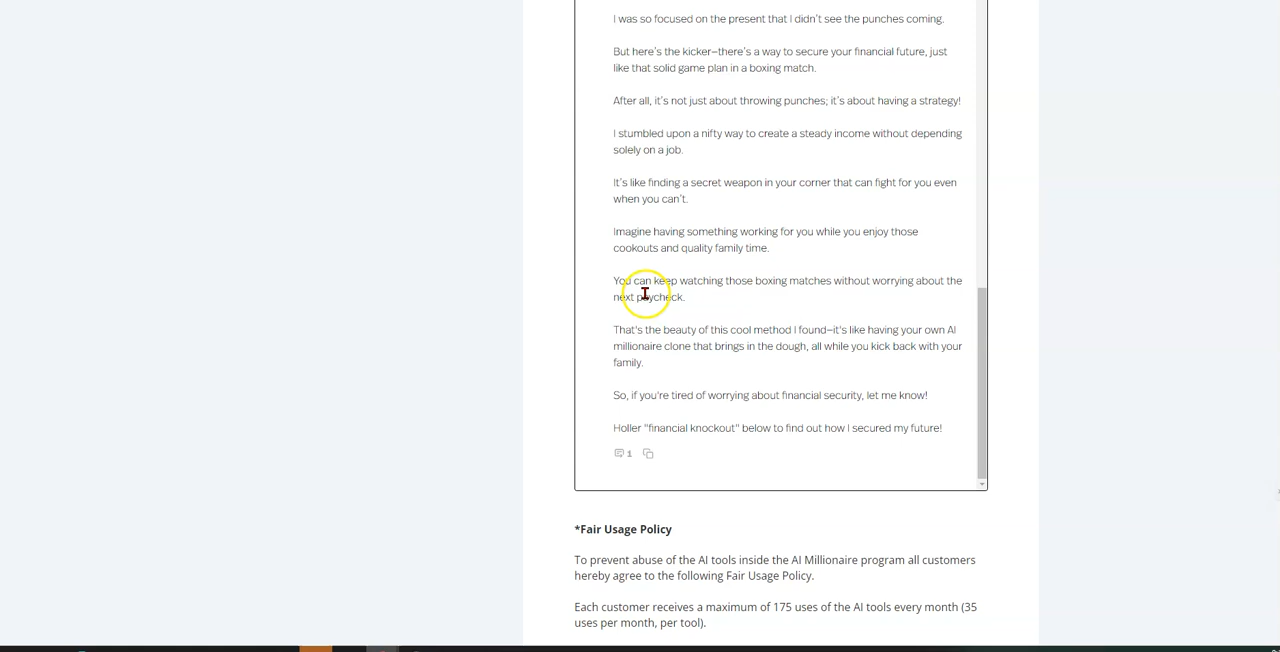 I was so focused on the present that I didn't see the punches coming.
But here's the kicker—there's a way to secure your financial future, just
like that solid game plan in a boxing match.
After all, it's not just about throwing punches; it's about having a strategy!
I stumbled upon a nifty way to create a steady income without depending
solely on a job.
It's like finding a secret weapon in your corner that can fight for you even
when you can't.
Imagine having something working for you while you enjoy those
cookouts and quality family time.
You can keep watching those boxing matches without worrying about the
next paycheck.
That's the beauty of this cool method I found—it's like having your own AI
millionaire clone that brings in the dough, all while you kick back with your
family.
So, if you're tired of worrying about financial security, let me know!
Holler "financial knockout" below to find out how I secured my future!
1
*Fair Usage Policy
To prevent abuse of the AI tools inside the AI Millionaire program all customers
hereby agree to the following Fair Usage Policy.
Each customer receives a maximum of 175 uses of the AI tools every month (35
uses per month, per tool).